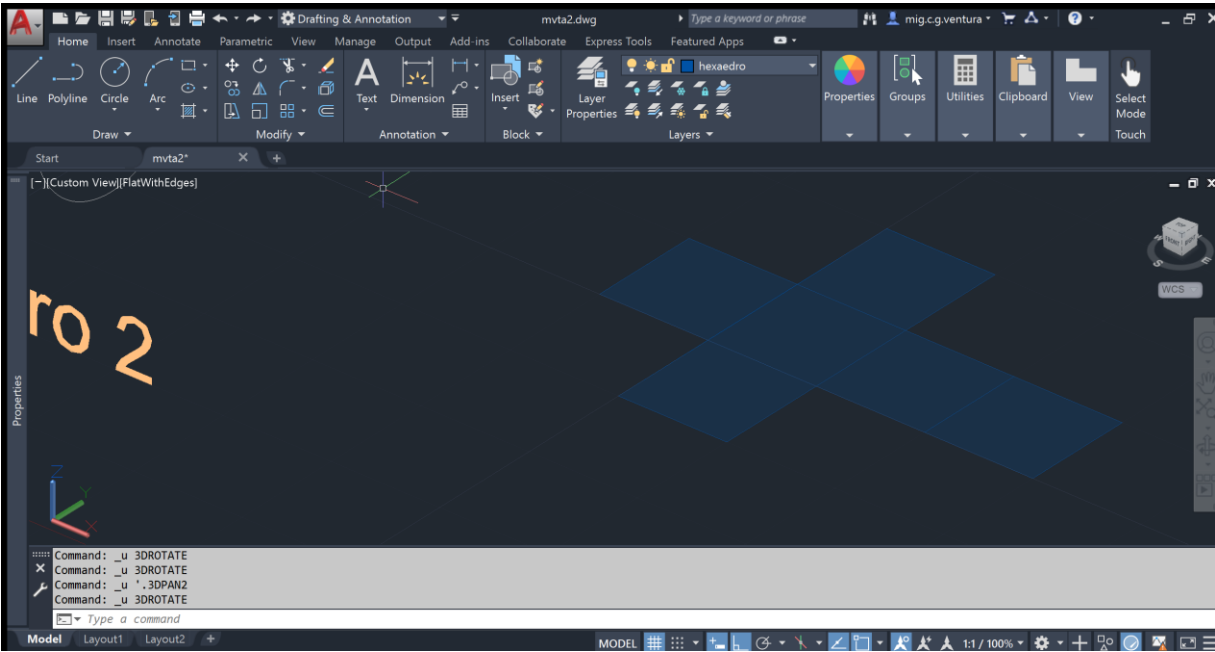 A Drafting & Annotation mvta2.dwg Type a keyword or phrase mig.c.g.ventura ?
Home Insert Annotate Parametric View Manage Output Add-ins Collaborate Express Tools Featured Apps
hexaedro
Line Polyline Circle Arc A Text Dimension Insert Layer Properties Properties Groups Utilities Clipboard View Select Mode
Draw Modify Annotation Block Layers Touch
Start mvta2* +
[-][Custom View][FlatWithEdges]
TOP
FRONT
S E
WCS
ro 2
Properties
Z
Y
X
Command: _u 3DROTATE
Command: _u 3DROTATE
Command: _u '.3DPAN2
Command: _u 3DROTATE
Type a command
Model Layout1 Layout2 + MODEL 1:1 / 100%